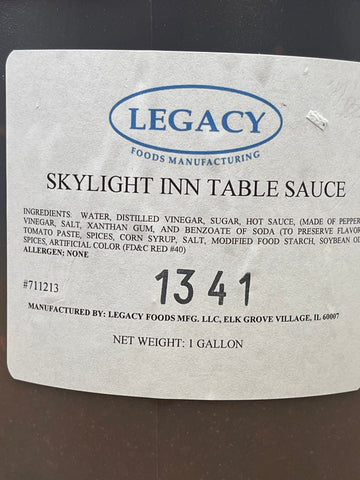 LEGACY
FOODS MANUFACTURING
SKYLIGHT INN TABLE SAUCE
INGREDIENTS: WATER, DISTILLED VINEGAR, SUGAR, HOT SAUCE, (MADE OF PEPPER
VINEGAR, SALT, XANTHAN GUM, AND BENZOATE OF SODA (TO PRESERVE FLAVOR
TOMATO PASTE, SPICES, CORN SYRUP, SALT, MODIFIED FOOD STARCH, SOYBEAN OI
SPICES, ARTIFICIAL COLOR (FD&C RED #40)
ALLERGEN: NONE
#711213
1341
MANUFACTURED BY: LEGACY FOODS MFG. LLC, ELK GROVE VILLAGE, IL 60007
NET WEIGHT: 1 GALLON